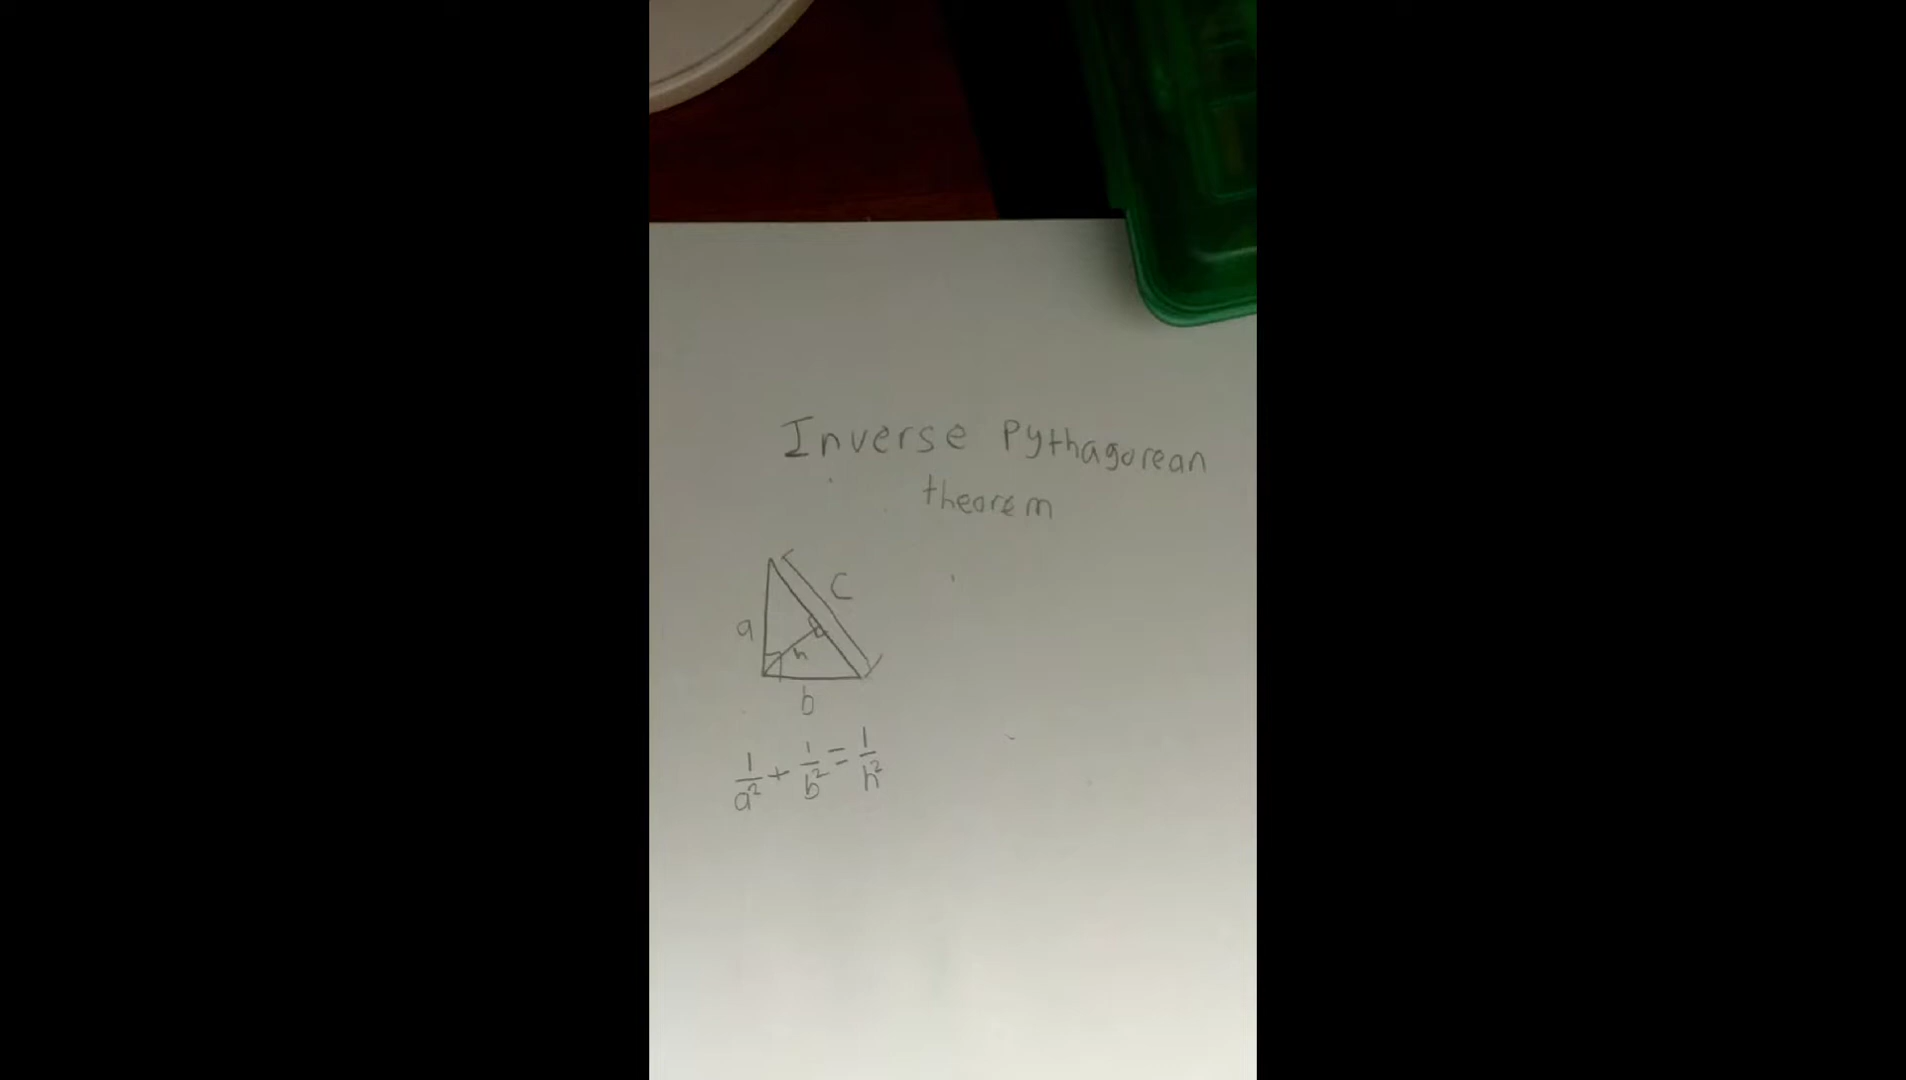 Inverse Pythagorean
theorem
c
a
h
b
1/a² + 1/b² = 1/h²